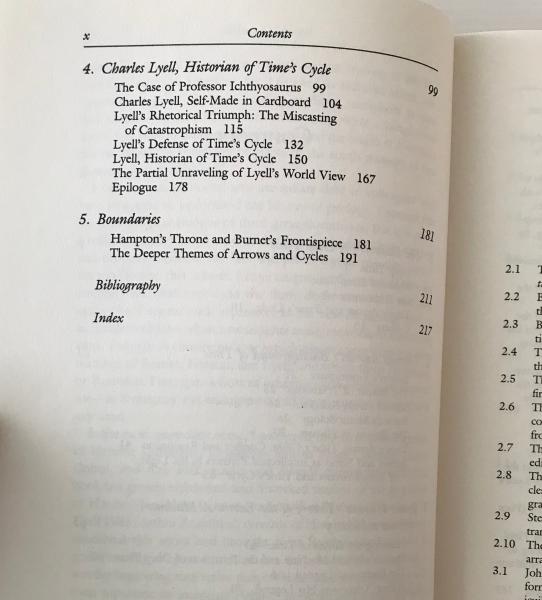 x Contents
4. Charles Lyell, Historian of Time's Cycle 99
The Case of Professor Ichthyosaurus 99
Charles Lyell, Self-Made in Cardboard 104
Lyell's Rhetorical Triumph: The Miscasting
of Catastrophism 115
Lyell's Defense of Time's Cycle 132
Lyell, Historian of Time's Cycle 150
The Partial Unraveling of Lyell's World View 167
Epilogue 178
5. Boundaries 181
Hampton's Throne and Burnet's Frontispiece 181
The Deeper Themes of Arrows and Cycles 191
Bibliography 211
Index 217
2.1
2.2
2.3
2.4
2.5
2.6
2.7
2.8
2.9
2.10 The
3.1